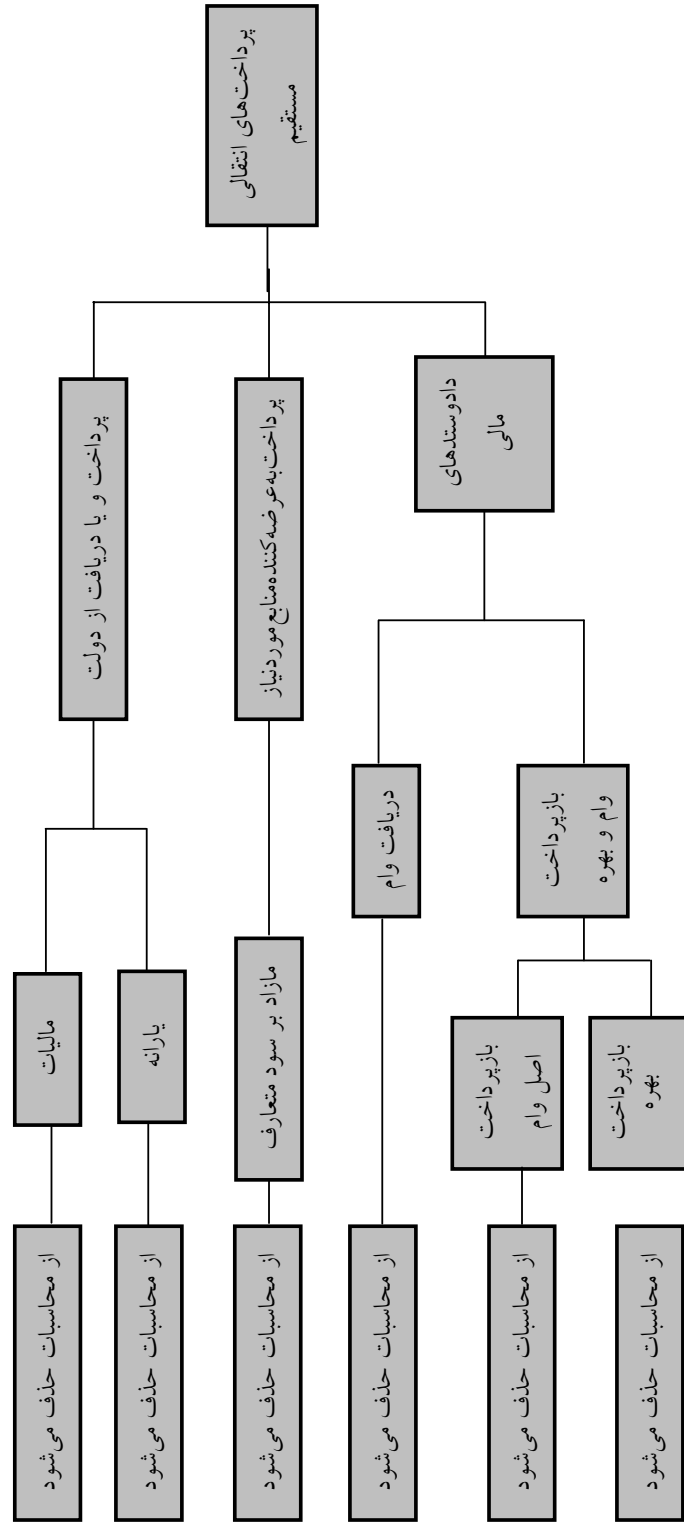 پرداخت‌های انتقالی
مستقیم
پرداخت و یا دریافت از دولت
پرداخت به عرضه کننده منابع مورد نیاز
دادوستدهای
مالی
مالیات
یارانه
مازاد بر سود متعارف
دریافت وام
بازپرداخت
وام و بهره
بازپرداخت
اصل وام
بازپرداخت
بهره
از محاسبات حذف می‌شود
از محاسبات حذف می‌شود
از محاسبات حذف می‌شود
از محاسبات حذف می‌شود
از محاسبات حذف می‌شود
از محاسبات حذف می‌شود